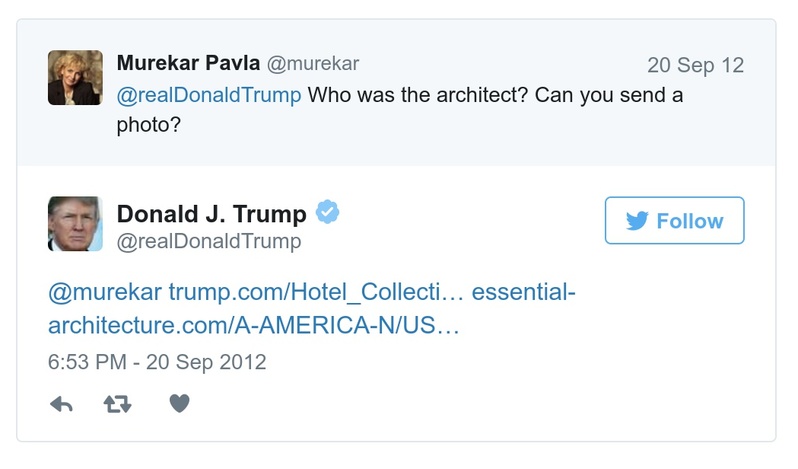 Murekar Pavla @murekar 20 Sep 12
@realDonaldTrump Who was the architect? Can you send a
photo?
Donald J. Trump
@realDonaldTrump
Follow
@murekar trump.com/Hotel_Collecti… essential-
architecture.com/A-AMERICA-N/US…
6:53 PM - 20 Sep 2012